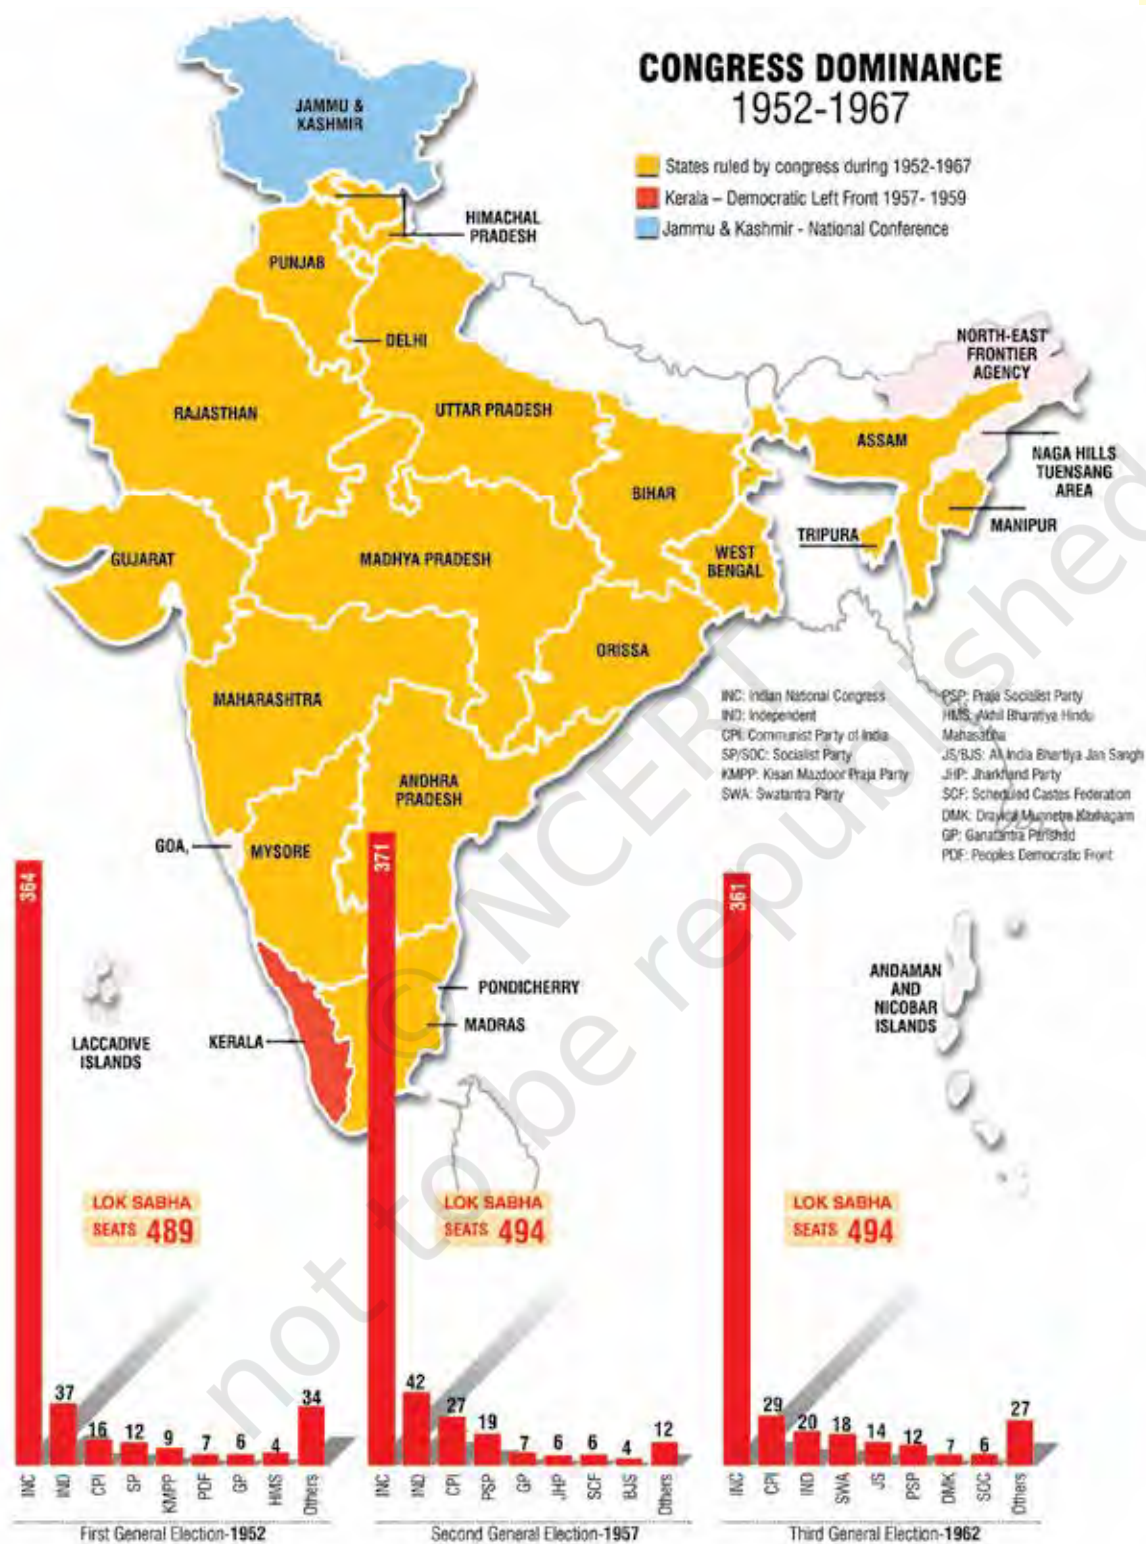 CONGRESS DOMINANCE
1952-1967
States ruled by congress during 1952-1967
Kerala – Democratic Left Front 1957- 1959
Jammu & Kashmir - National Conference
JAMMU &
KASHMIR
HIMACHAL
PRADESH
PUNJAB
DELHI
NORTH-EAST
FRONTIER
AGENCY
RAJASTHAN
UTTAR PRADESH
ASSAM
NAGA HILLS
TUENSANG
AREA
BIHAR
MANIPUR
TRIPURA
GUJARAT
MADHYA PRADESH
WEST
BENGAL
ORISSA
MAHARASHTRA
ANDHRA
PRADESH
GOA,
MYSORE
INC: Indian National Congress
IND: Independent
CPI: Communist Party of India
SP/SOC: Socialist Party
KMPP: Kisan Mazdoor Praja Party
SWA: Swatantra Party
PSP: Praja Socialist Party
HMS: Akhil Bharatiya Hindu
Mahasabha
JS/BJS: All India Bhartiya Jan Sangh
JHP: Jharkhand Party
SCF: Scheduled Castes Federation
DMK: Dravida Munnetra Kazhagam
GP: Ganatantra Parishad
PDF: Peoples Democratic Front
LACCADIVE
ISLANDS
KERALA
PONDICHERRY
MADRAS
ANDAMAN
AND
NICOBAR
ISLANDS
© NCERT
not to be republished
LOK SABHA
SEATS 489
364
37
16
12
9
7
6
4
34
INC
IND
CPI
SP
KMPP
PDF
GP
HMS
Others
First General Election-1952
LOK SABHA
SEATS 494
371
42
27
19
7
6
6
4
12
INC
IND
CPI
PSP
GP
JHP
SCF
BJS
Others
Second General Election-1957
LOK SABHA
SEATS 494
361
29
20
18
14
12
7
6
27
INC
CPI
IND
SWA
JS
PSP
DMK
SOC
Others
Third General Election-1962